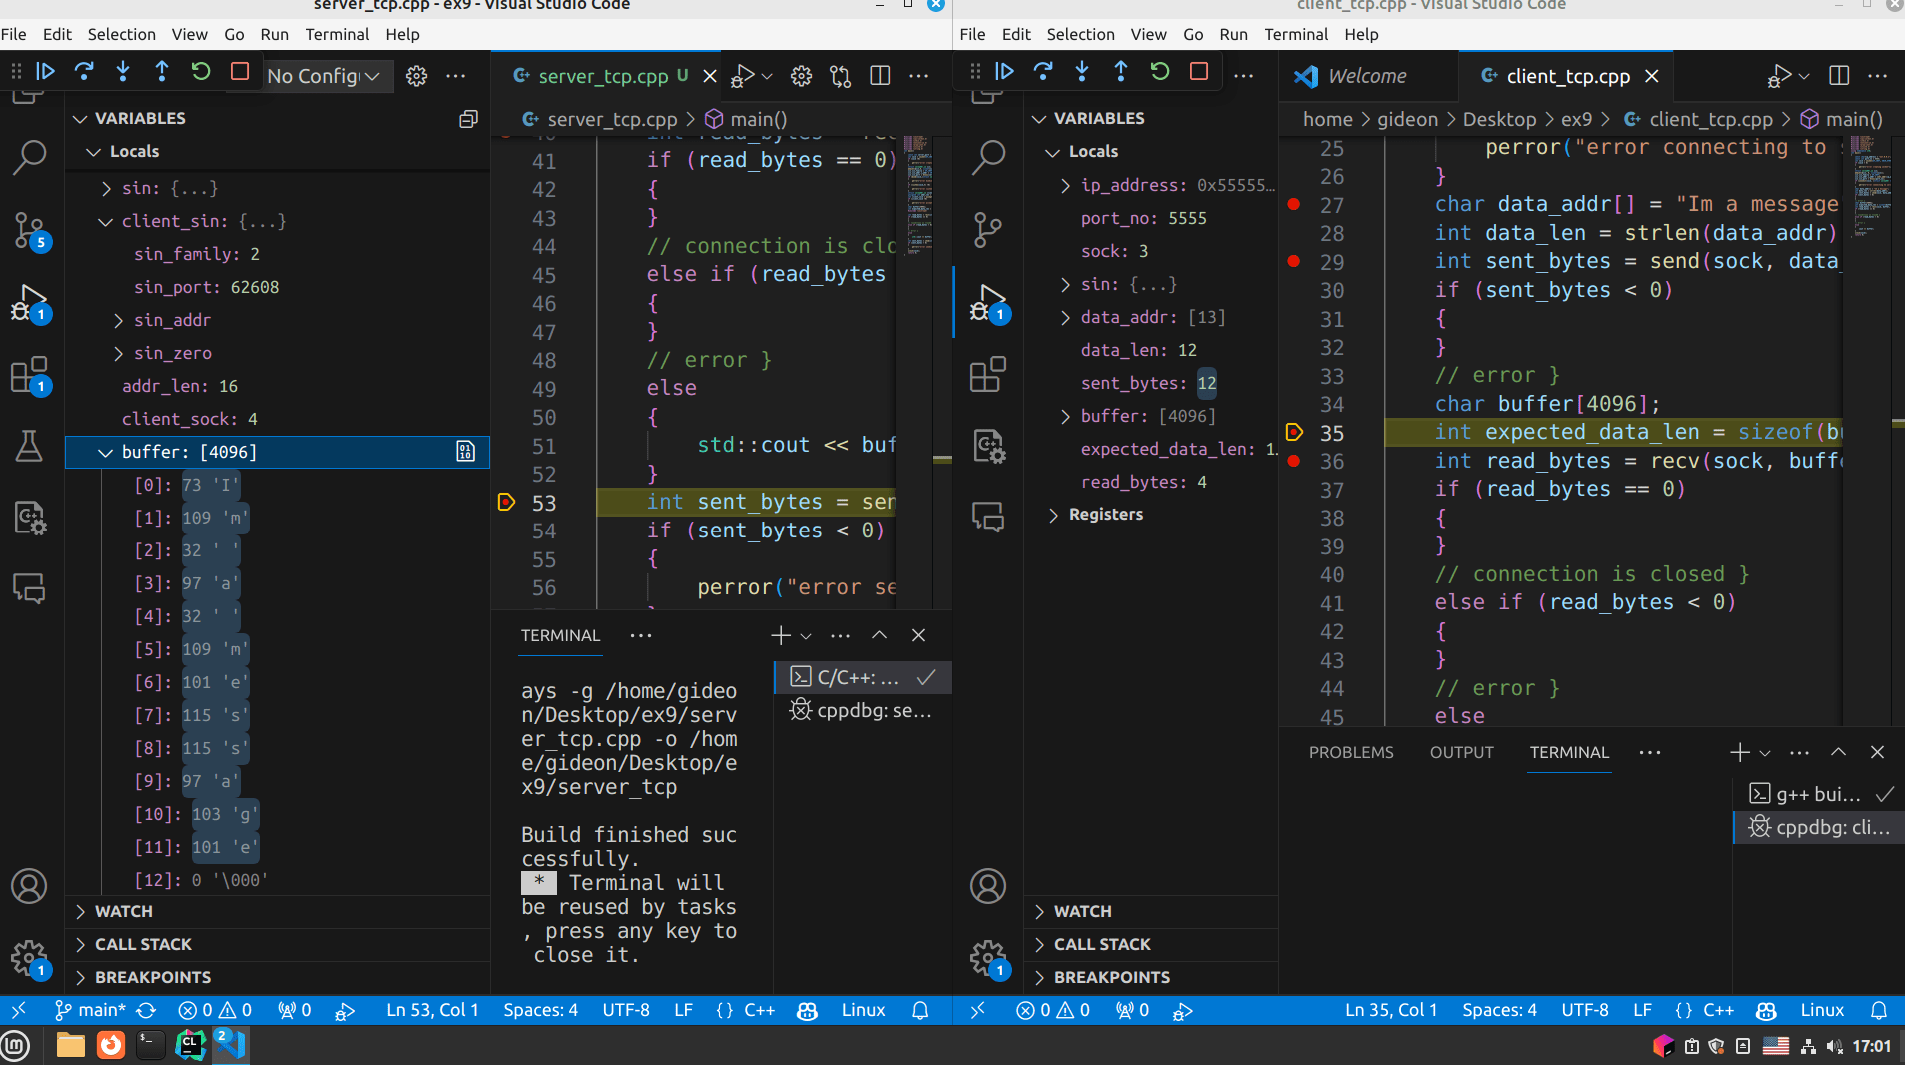 server_tcp.cpp - ex9 - Visual Studio Code
File Edit Selection View Go Run Terminal Help
No Config
server_tcp.cpp U
server_tcp.cpp > main()
VARIABLES
Locals
sin: {...}
client_sin: {...}
sin_family: 2
sin_port: 62608
sin_addr
sin_zero
addr_len: 16
client_sock: 4
buffer: [4096]
[0]: 73 'I'
[1]: 109 'm'
[2]: 32 ' '
[3]: 97 'a'
[4]: 32 ' '
[5]: 109 'm'
[6]: 101 'e'
[7]: 115 's'
[8]: 115 's'
[9]: 97 'a'
[10]: 103 'g'
[11]: 101 'e'
[12]: 0 '\000'
WATCH
CALL STACK
BREAKPOINTS
5
1
1
1
41 if (read_bytes == 0)
42 {
43 }
44 // connection is clo
45 else if (read_bytes
46 {
47 }
48 // error }
49 else
50 {
51 std::cout << buf
52 }
53 int sent_bytes = sen
54 if (sent_bytes < 0)
55 {
56 perror("error se
TERMINAL
ays -g /home/gideo
n/Desktop/ex9/serv
er_tcp.cpp -o /hom
e/gideon/Desktop/e
x9/server_tcp
Build finished suc
cessfully.
* Terminal will
be reused by tasks
, press any key to
close it.
C/C++: ...
cppdbg: se...
main* 0 0 0 Ln 53, Col 1 Spaces: 4 UTF-8 LF {} C++ Linux
client_tcp.cpp - Visual Studio Code
File Edit Selection View Go Run Terminal Help
Welcome
client_tcp.cpp
home > gideon > Desktop > ex9 > client_tcp.cpp > main()
VARIABLES
Locals
ip_address: 0x55555...
port_no: 5555
sock: 3
sin: {...}
data_addr: [13]
data_len: 12
sent_bytes: 12
buffer: [4096]
expected_data_len: 1.
read_bytes: 4
Registers
WATCH
CALL STACK
BREAKPOINTS
1
1
25 perror("error connecting to s
26 }
27 char data_addr[] = "Im a message
28 int data_len = strlen(data_addr)
29 int sent_bytes = send(sock, data_
30 if (sent_bytes < 0)
31 {
32 }
33 // error }
34 char buffer[4096];
35 int expected_data_len = sizeof(bu
36 int read_bytes = recv(sock, buffe
37 if (read_bytes == 0)
38 {
39 }
40 // connection is closed }
41 else if (read_bytes < 0)
42 {
43 }
44 // error }
45 else
PROBLEMS OUTPUT TERMINAL
g++ bui...
cppdbg: cli...
0 0 0 Ln 35, Col 1 Spaces: 4 UTF-8 LF {} C++ Linux
CL
2
17:01